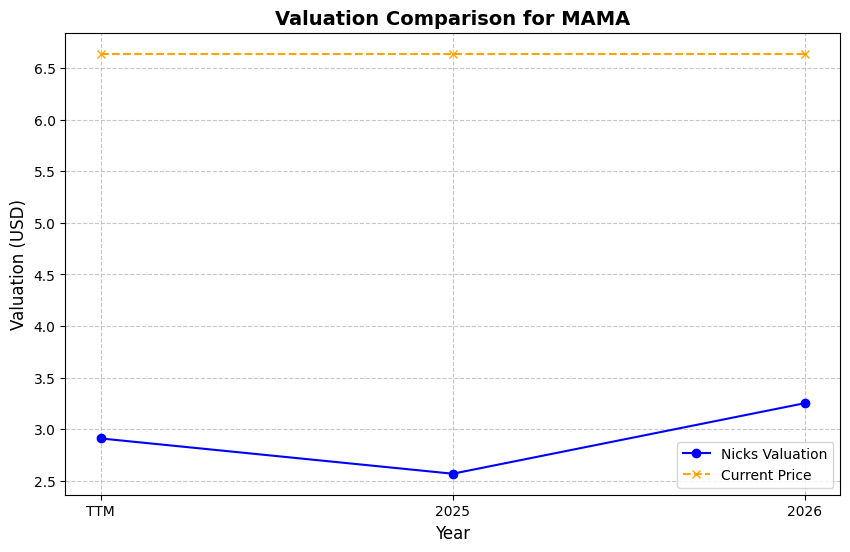 Valuation Comparison for MAMA
Valuation (USD)
6.5
6.0
5.5
5.0
4.5
4.0
3.5
3.0
2.5
TTM
2025
2026
Year
Nicks Valuation
Current Price